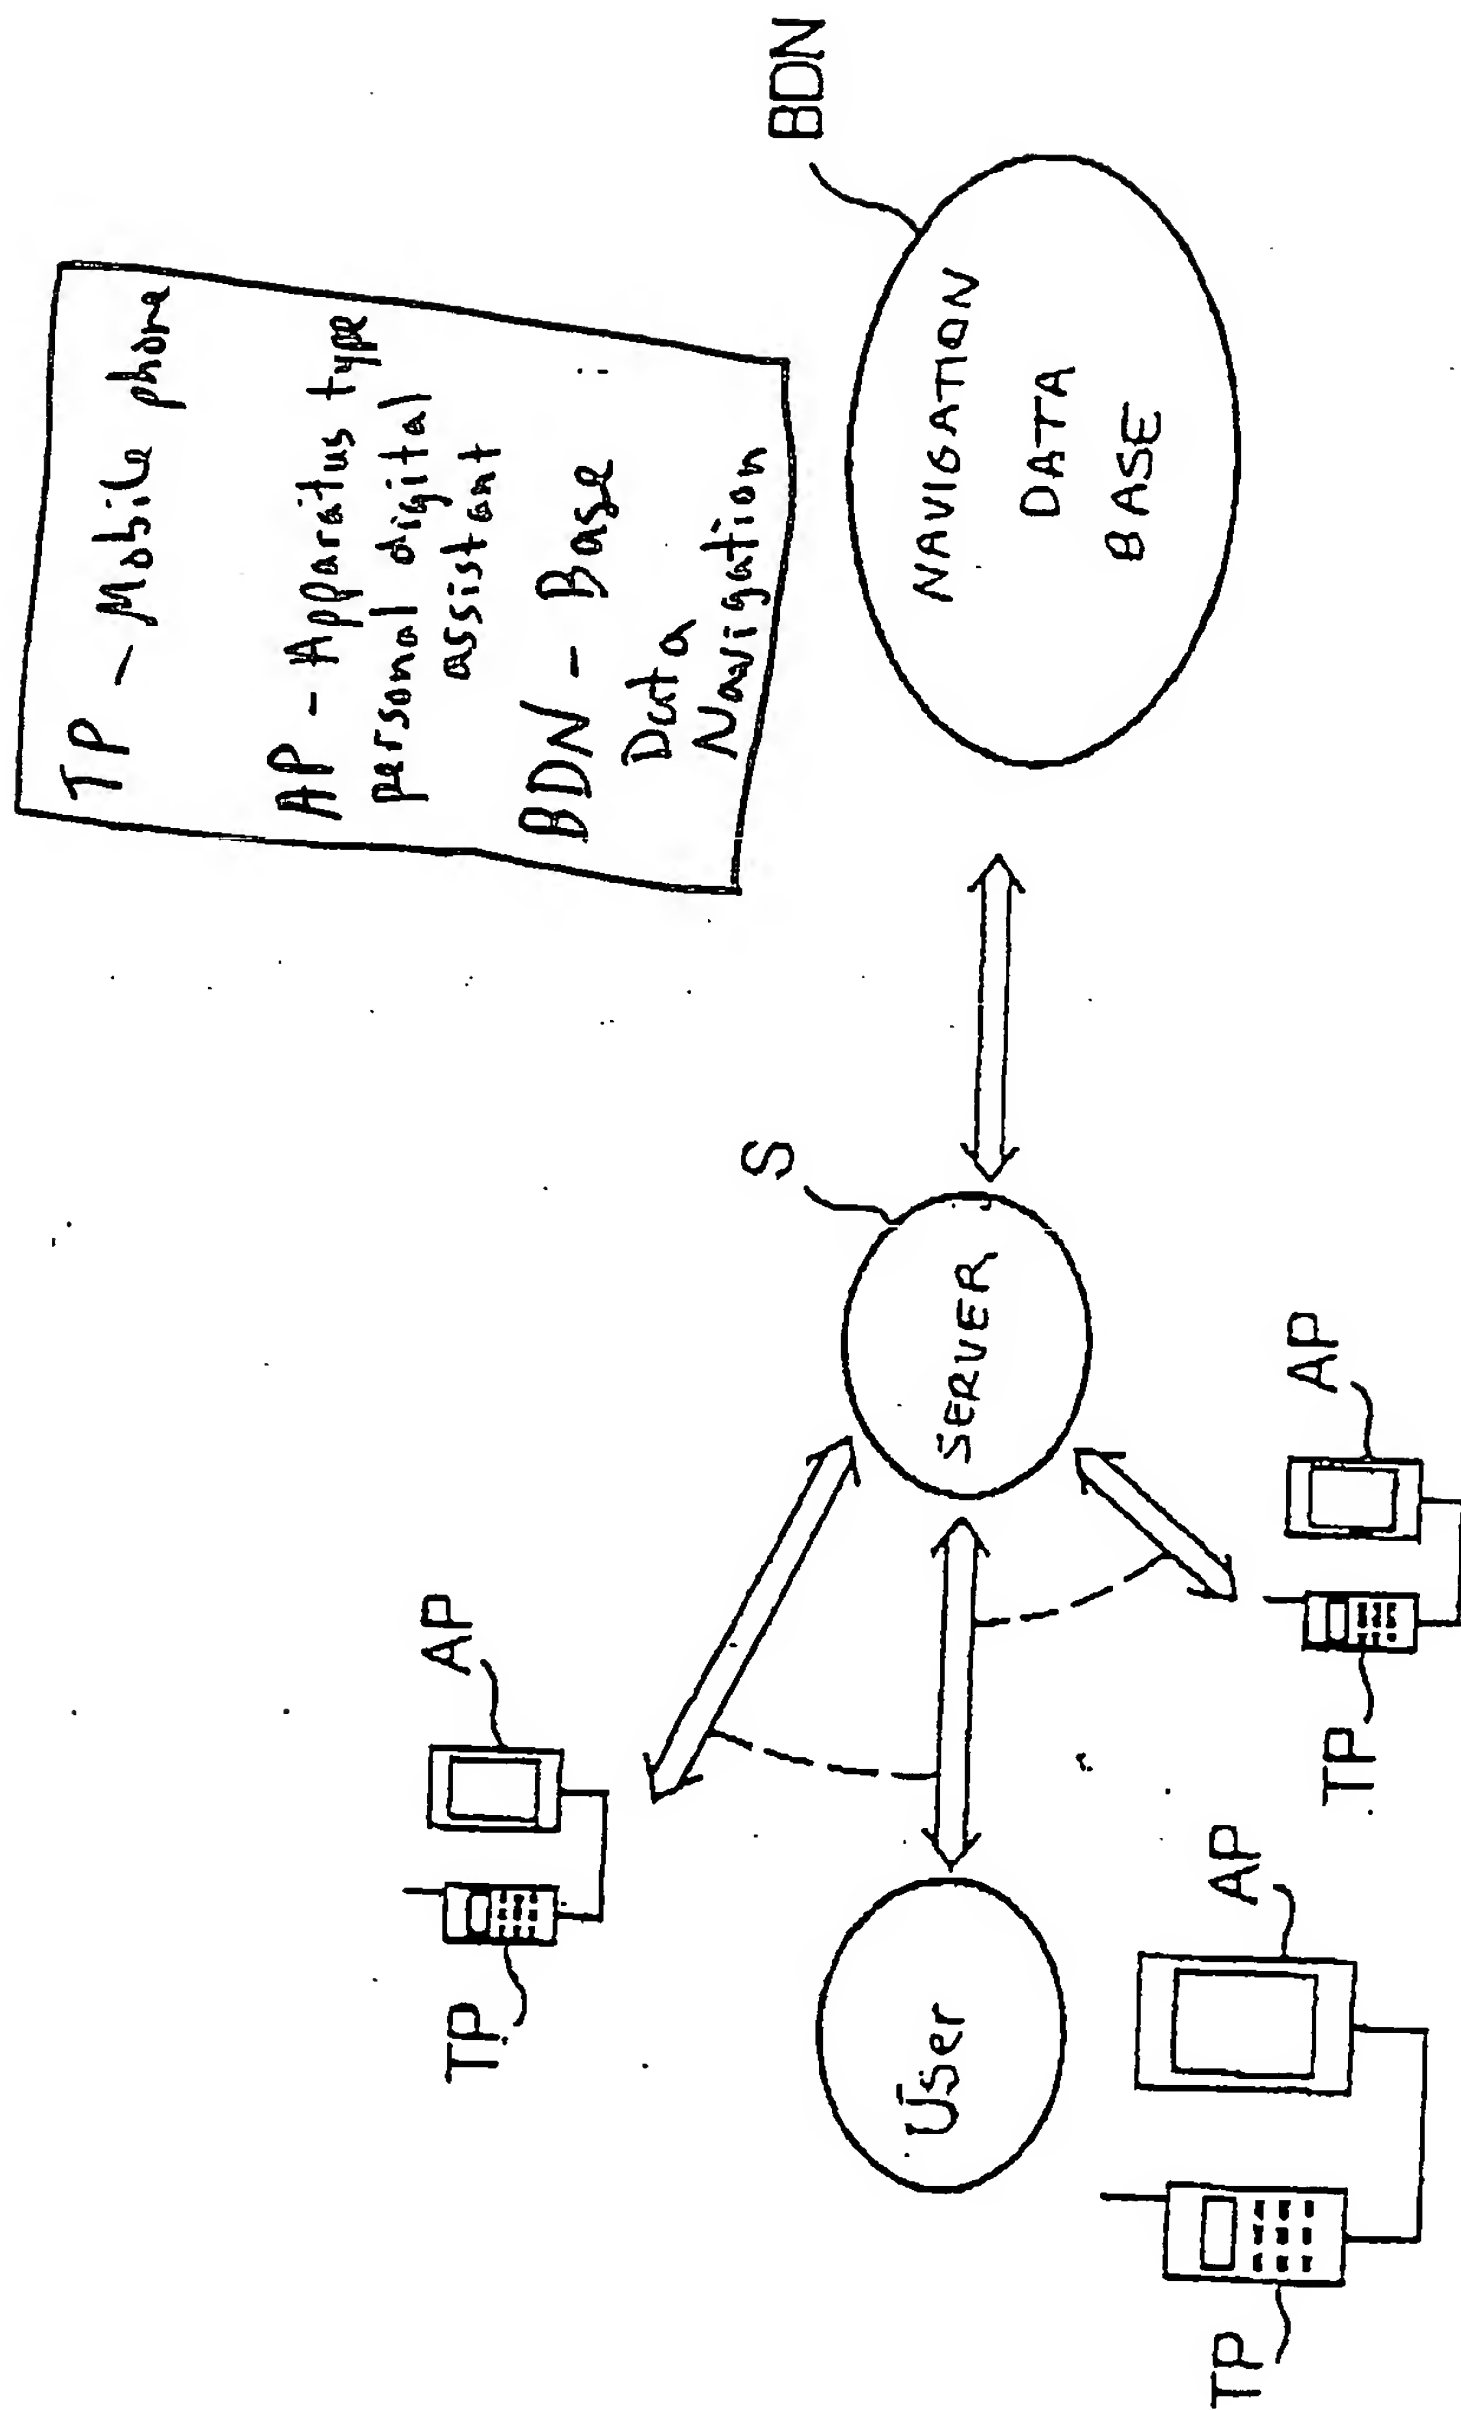 TP - Mobile phone
AP - Apparatus type
personal digital
assistant
BDN - Base
Data
Navigation
BDN
NAVIGATION
DATA
BASE
S
SERVER
AP
TP
AP
TP
User
AP
TP